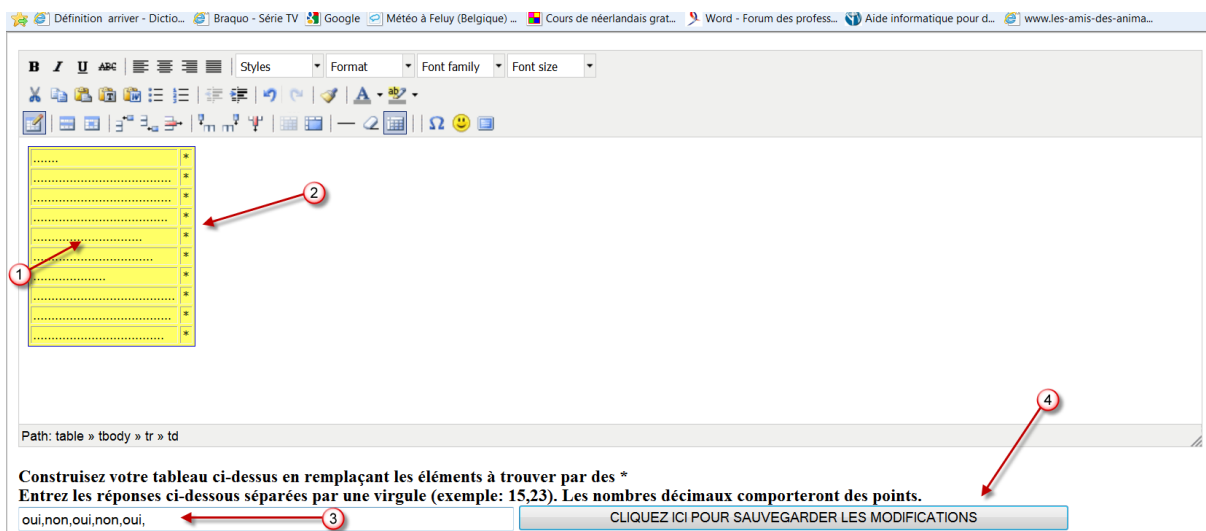 Définition arriver - Dictio... Braquo - Série TV Google Météo à Feluy (Belgique) ... Cours de néerlandais grat... Word - Forum des profess... Aide informatique pour d... www.les-amis-des-anima...
B I U ABC Styles Format Font family Font size
A ab
Ω
....... *
...................................... *
...................................... *
..................................... *
.............................. *
................................. *
.................... *
....................................... *
...................................... *
.................................... *
2
1
4
Path: table » tbody » tr » td
Construisez votre tableau ci-dessus en remplaçant les éléments à trouver par des *
Entrez les réponses ci-dessous séparées par une virgule (exemple: 15,23). Les nombres décimaux comporteront des points.
oui,non,oui,non,oui, 3 CLIQUEZ ICI POUR SAUVEGARDER LES MODIFICATIONS